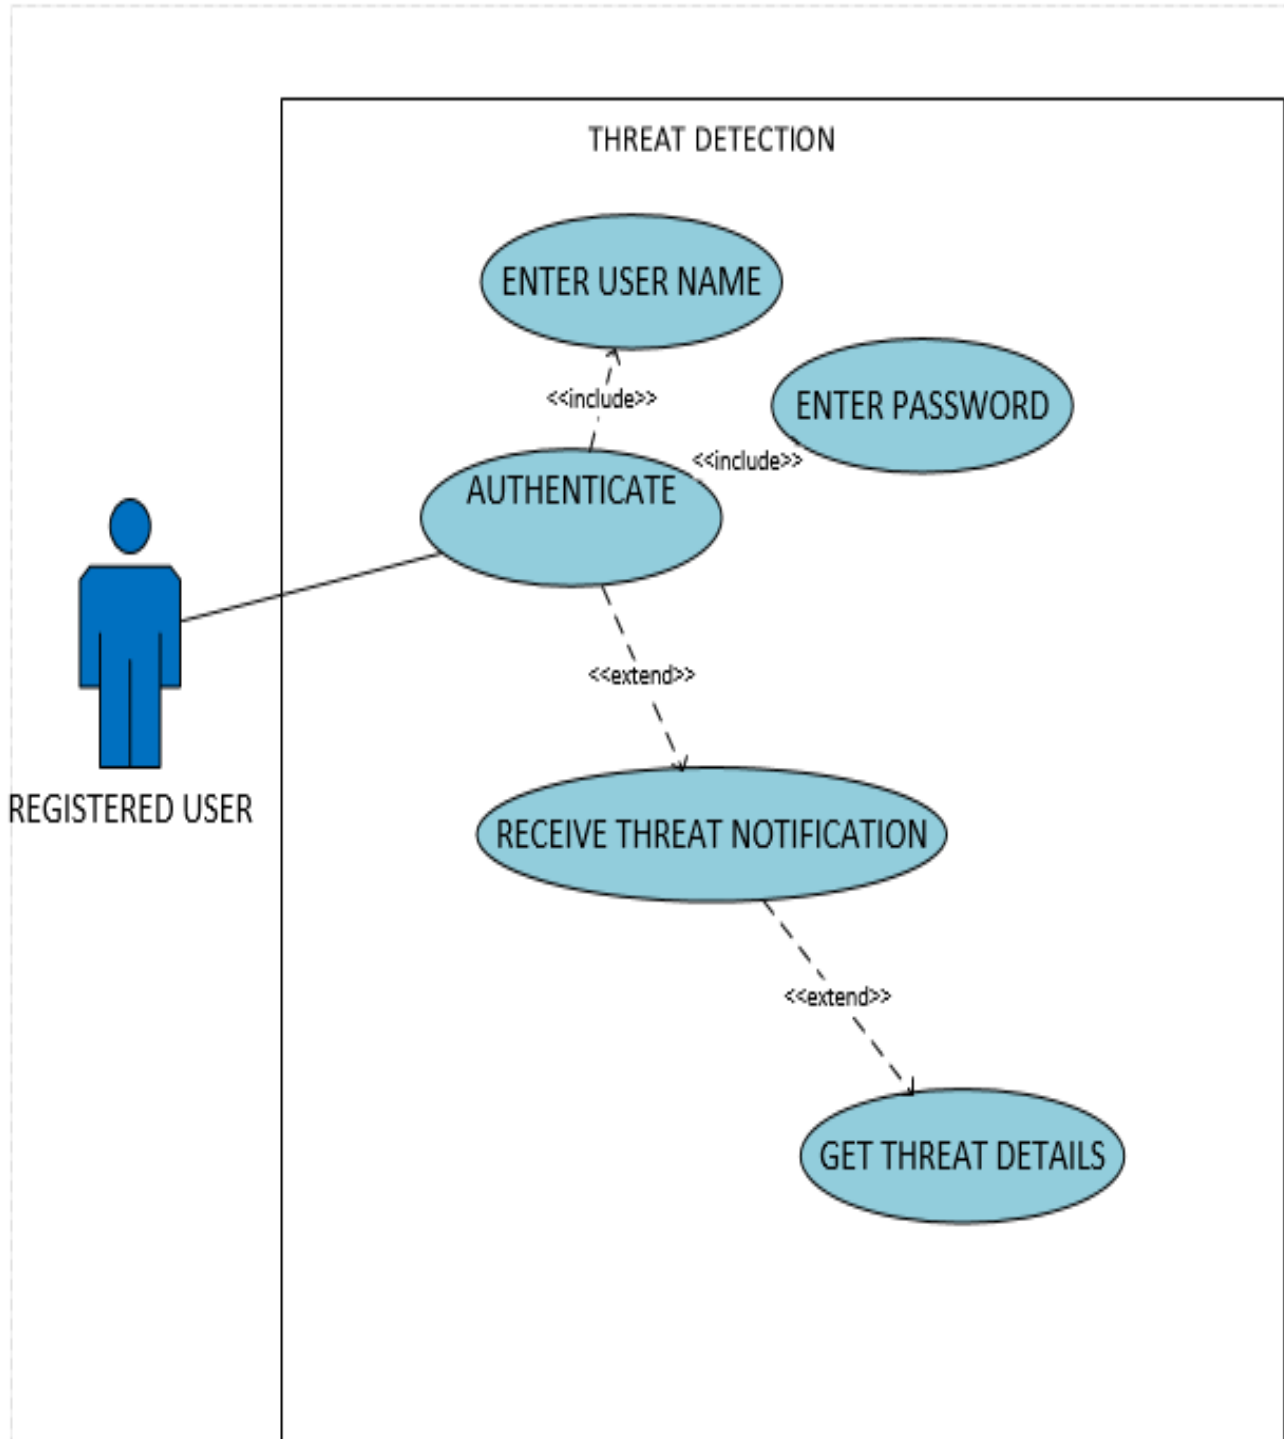 THREAT DETECTION
ENTER USER NAME
<<include>>
ENTER PASSWORD
<<include>>
AUTHENTICATE
<<extend>>
REGISTERED USER
RECEIVE THREAT NOTIFICATION
<<extend>>
GET THREAT DETAILS